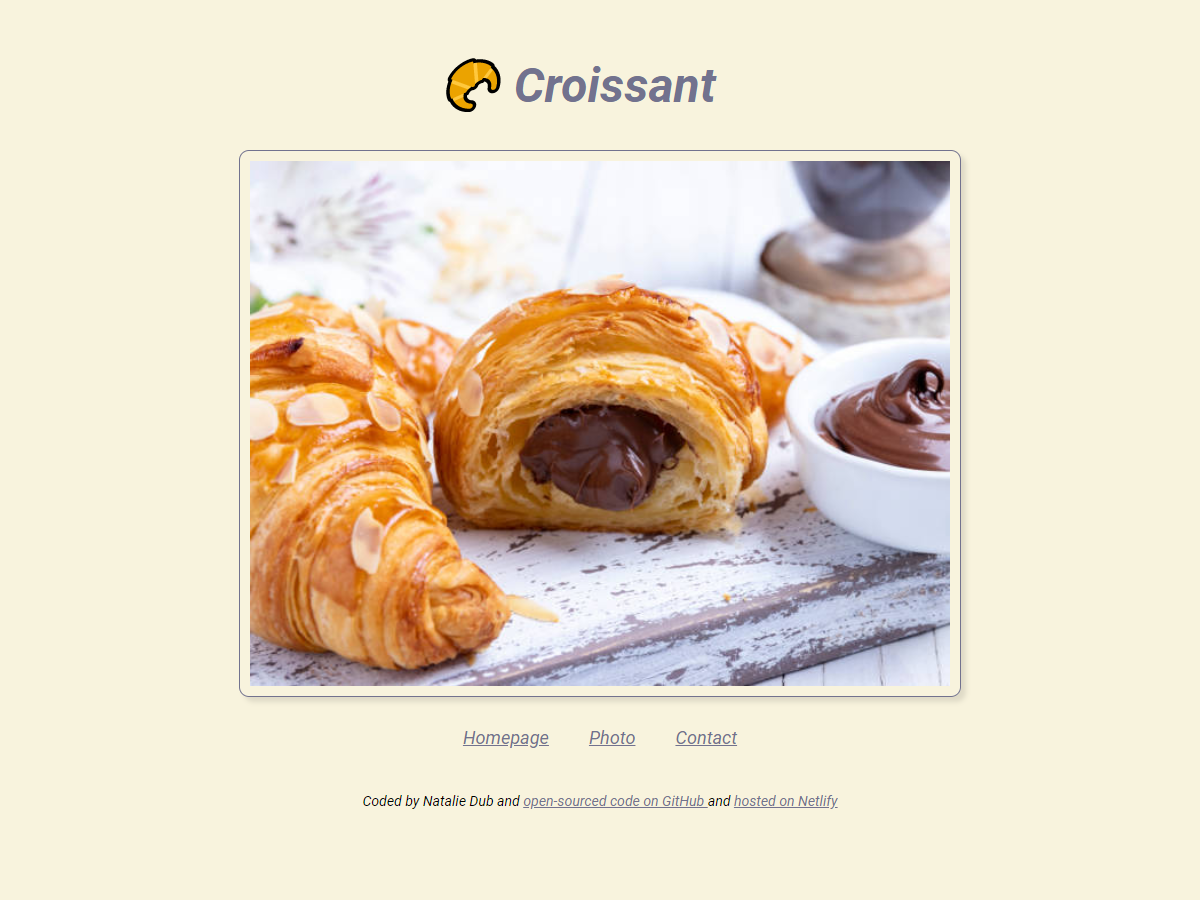 Croissant
Homepage Photo Contact
Coded by Natalie Dub and open-sourced code on GitHub and hosted on Netlify